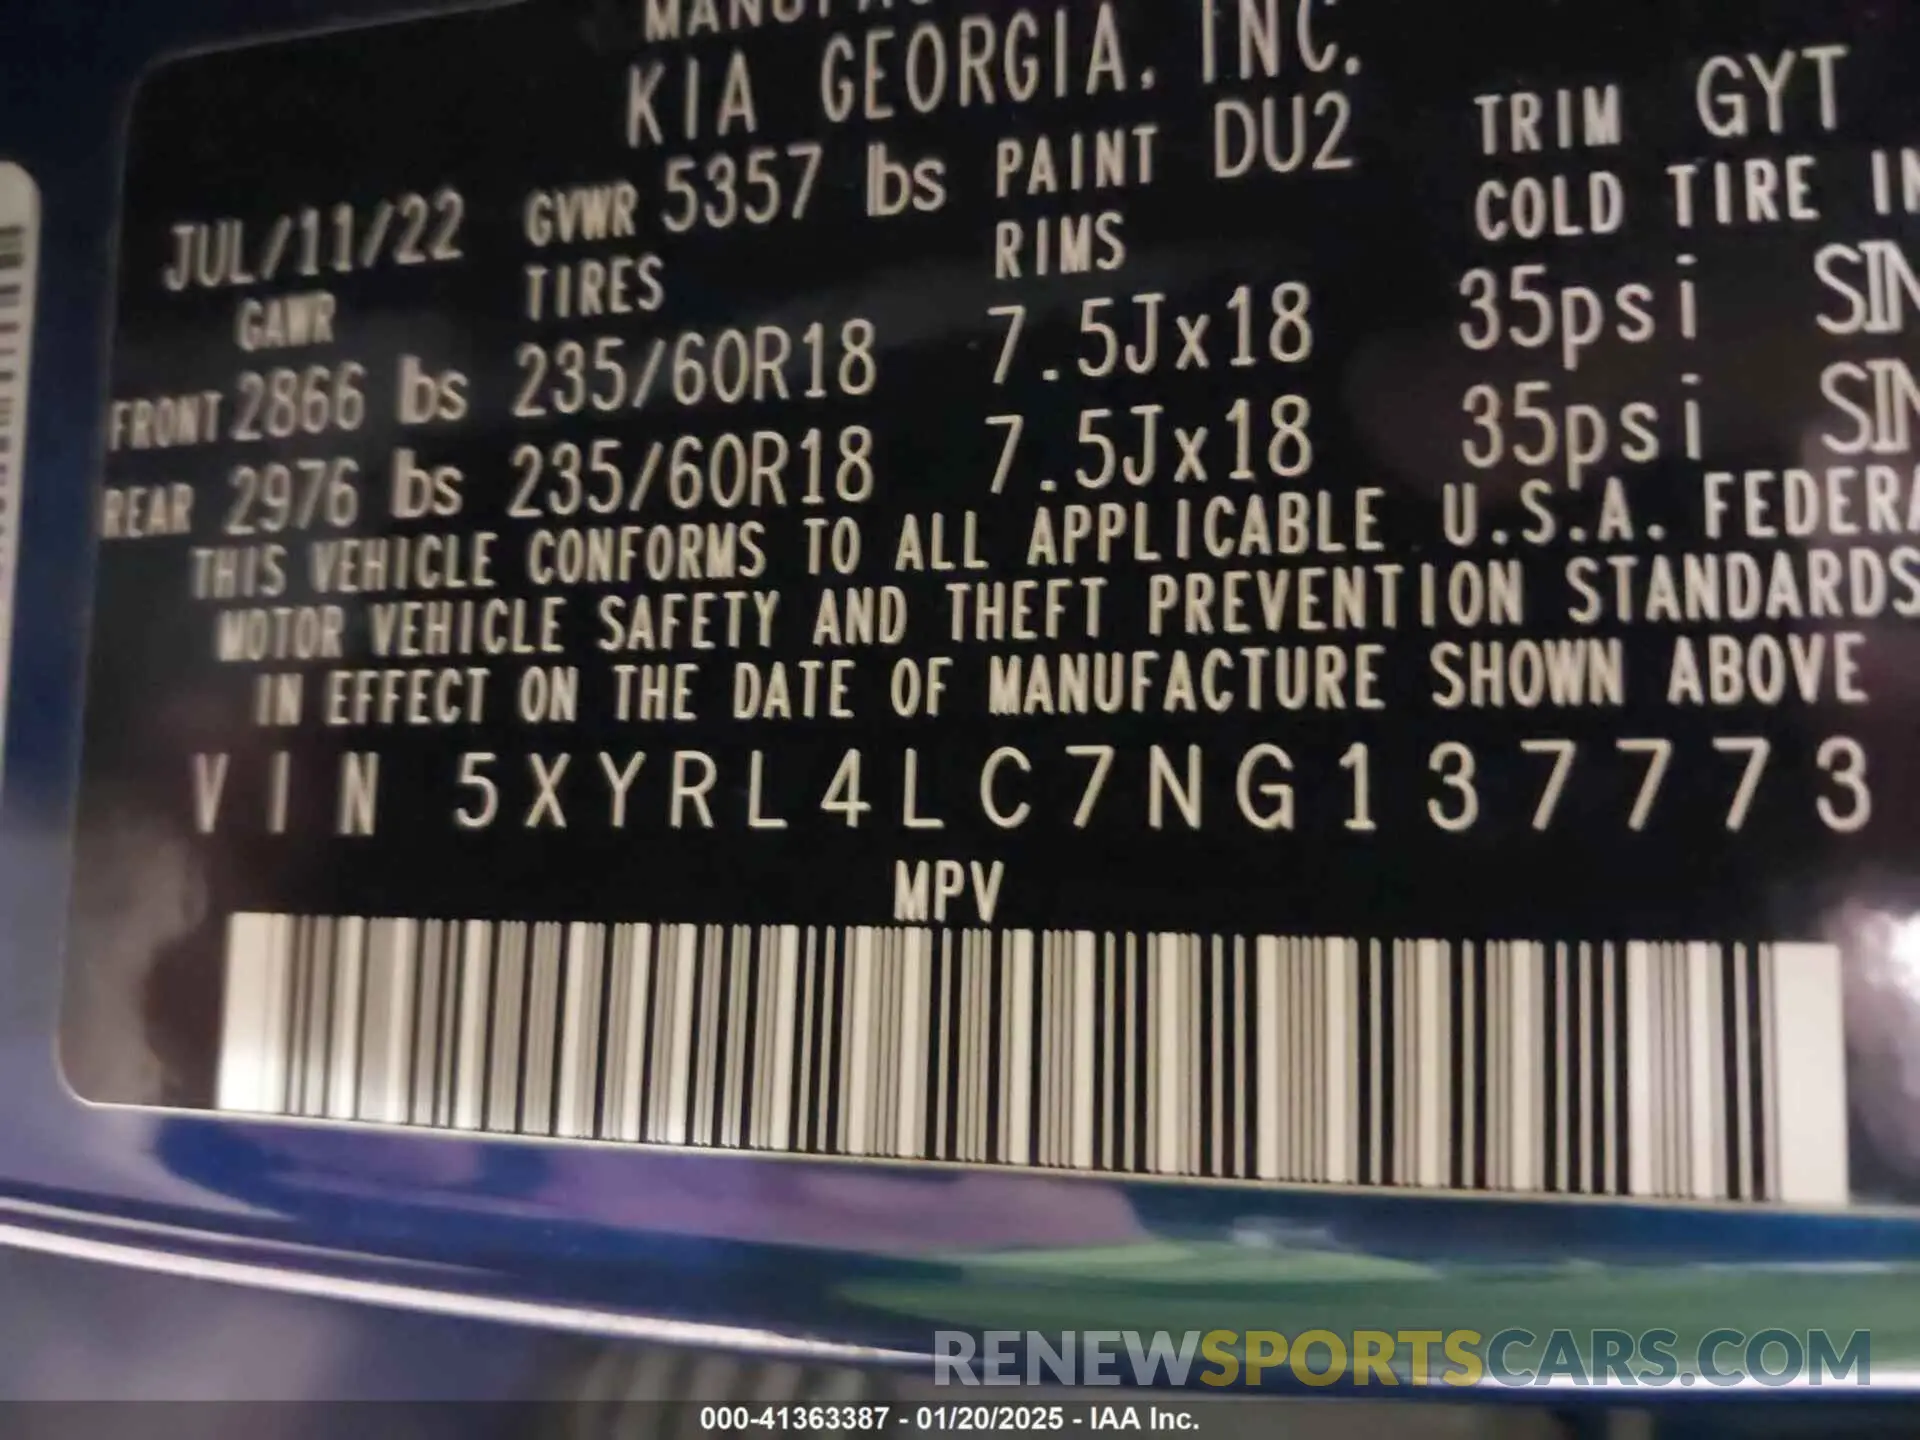 KIA GEORGIA, INC.
JUL/11/22 GVWR 5357 lbs PAINT DU2 TRIM GYT
GAWR TIRES RIMS COLD TIRE
FRONT 2866 lbs 235/60R18 7.5Jx18 35psi
REAR 2976 lbs 235/60R18 7.5Jx18 35psi
THIS VEHICLE CONFORMS TO ALL APPLICABLE U.S.A. FEDERA
MOTOR VEHICLE SAFETY AND THEFT PREVENTION STANDARDS
IN EFFECT ON THE DATE OF MANUFACTURE SHOWN ABOVE
VIN 5XYRL4LC7NG137773
MPV
RENEWSPORTSCARS.COM
000-41363387 - 01/20/2025 - IAA Inc.